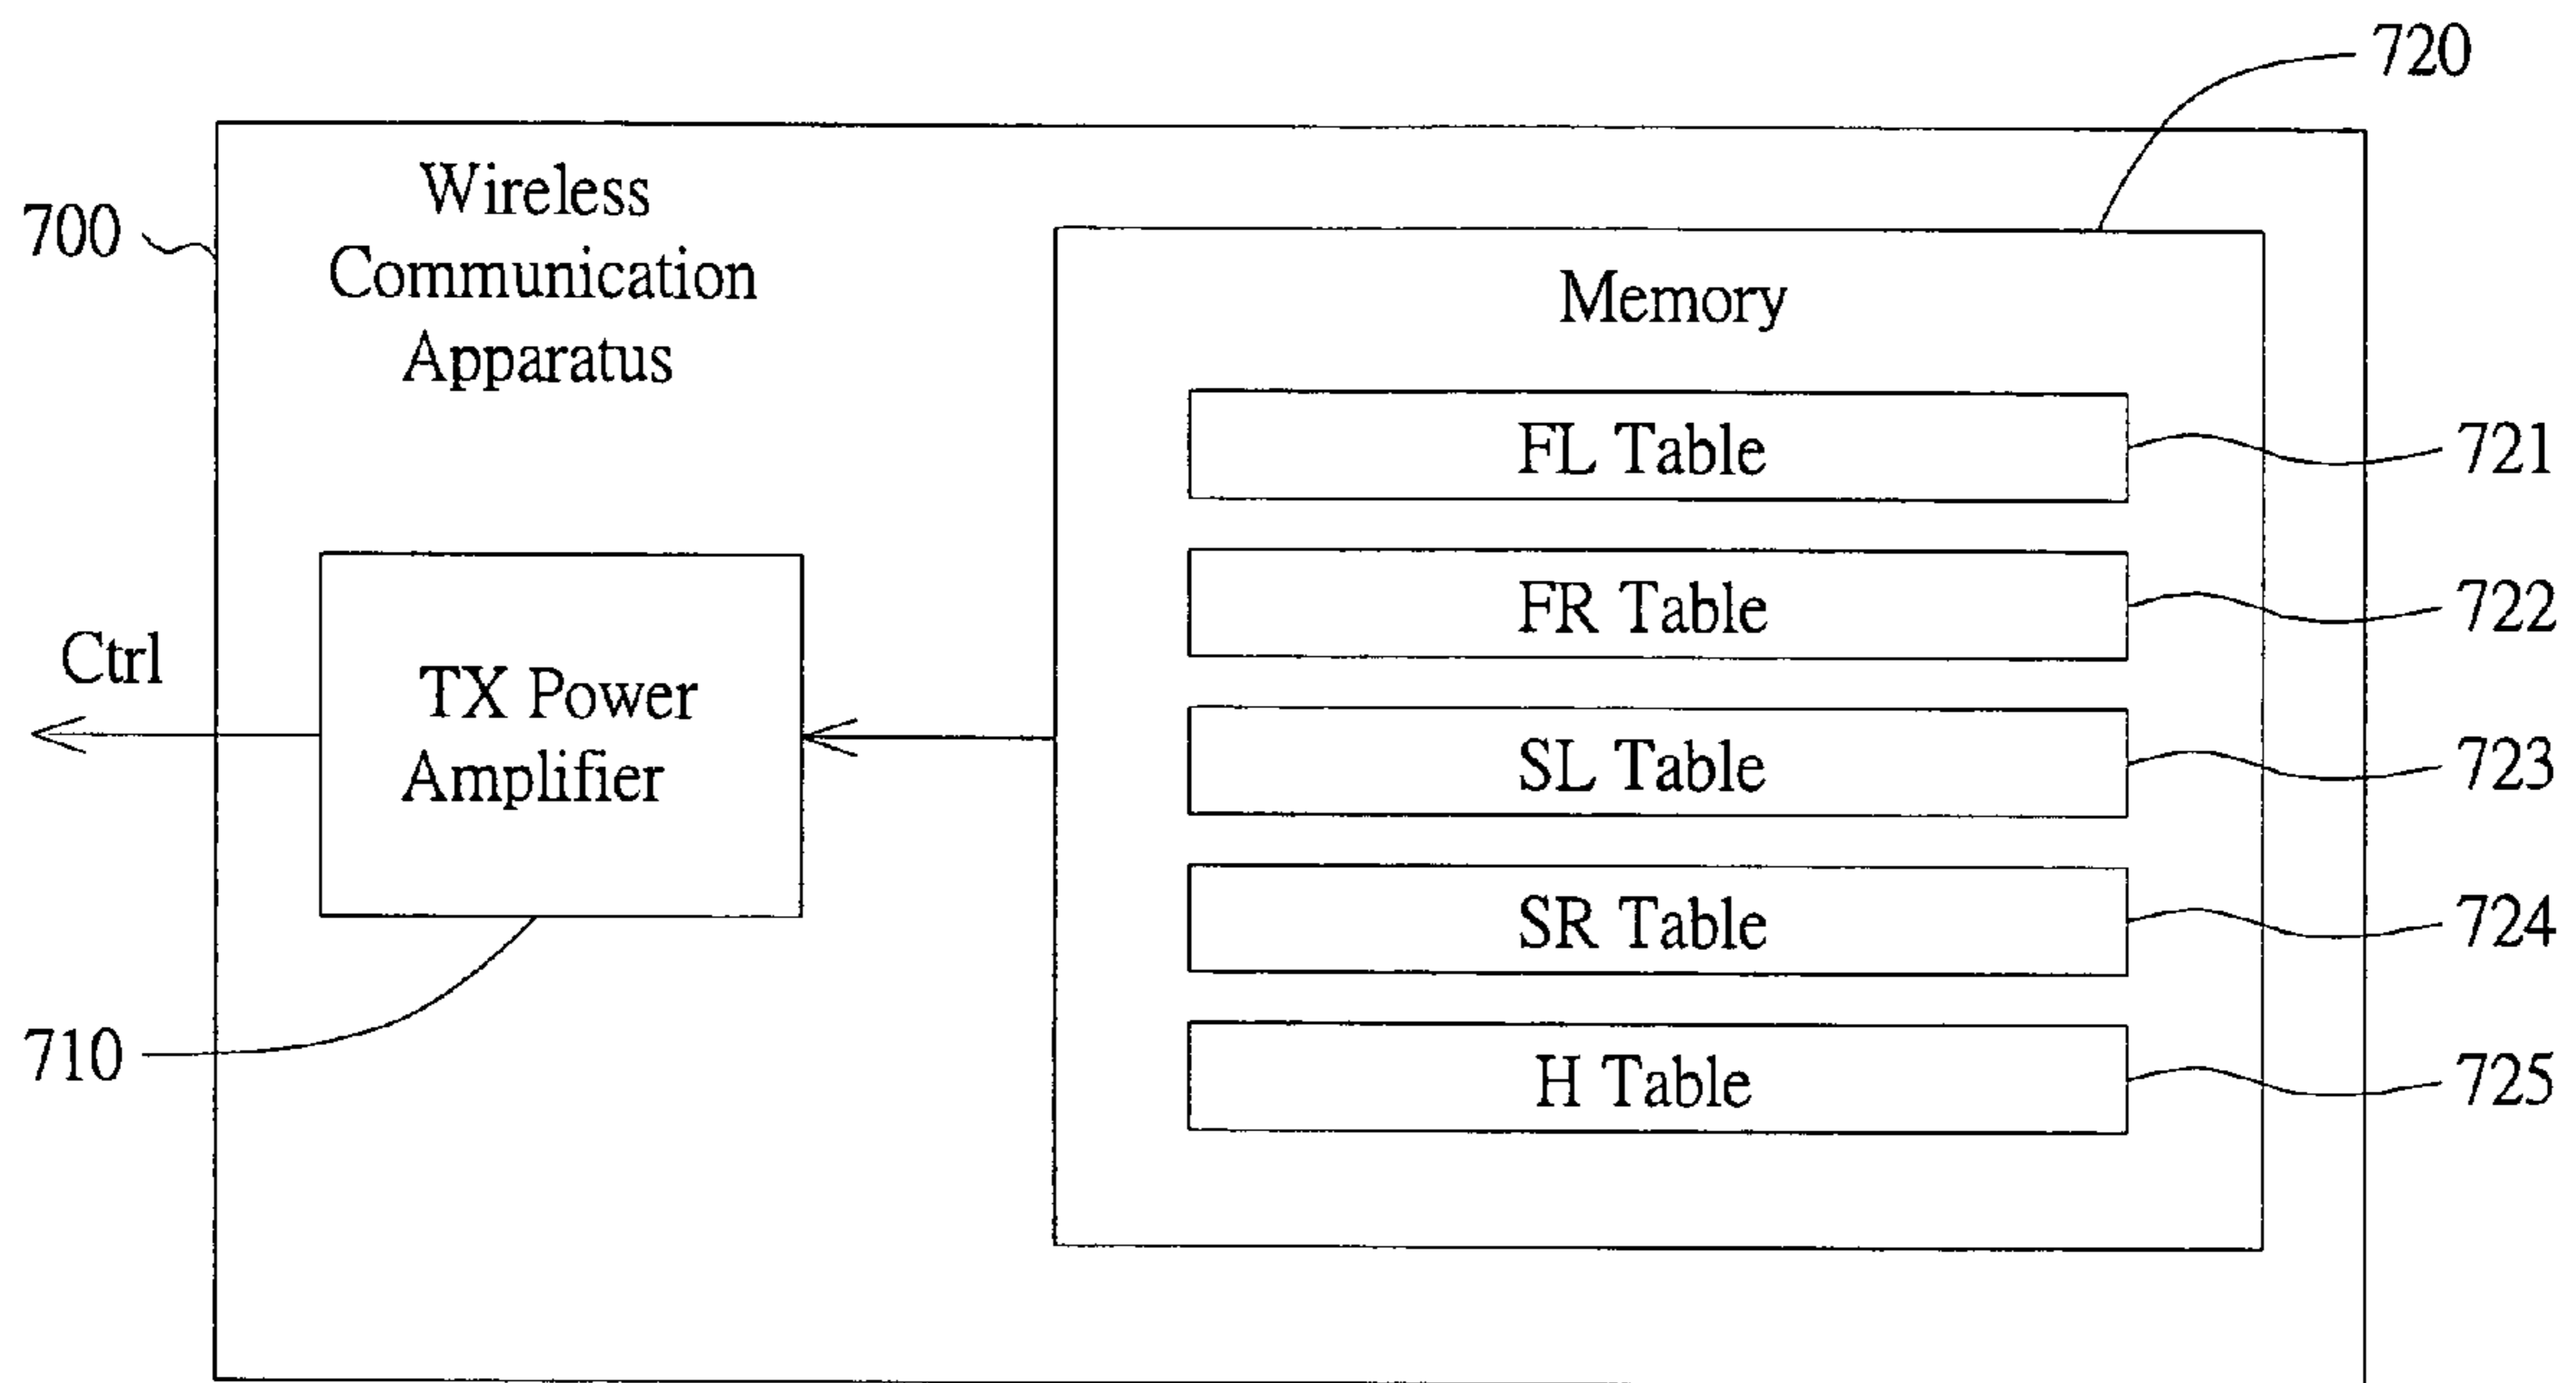 720
Wireless
Communication
Apparatus
700
Memory
FL Table
721
FR Table
722
Ctrl
TX Power
Amplifier
SL Table
723
SR Table
724
710
H Table
725